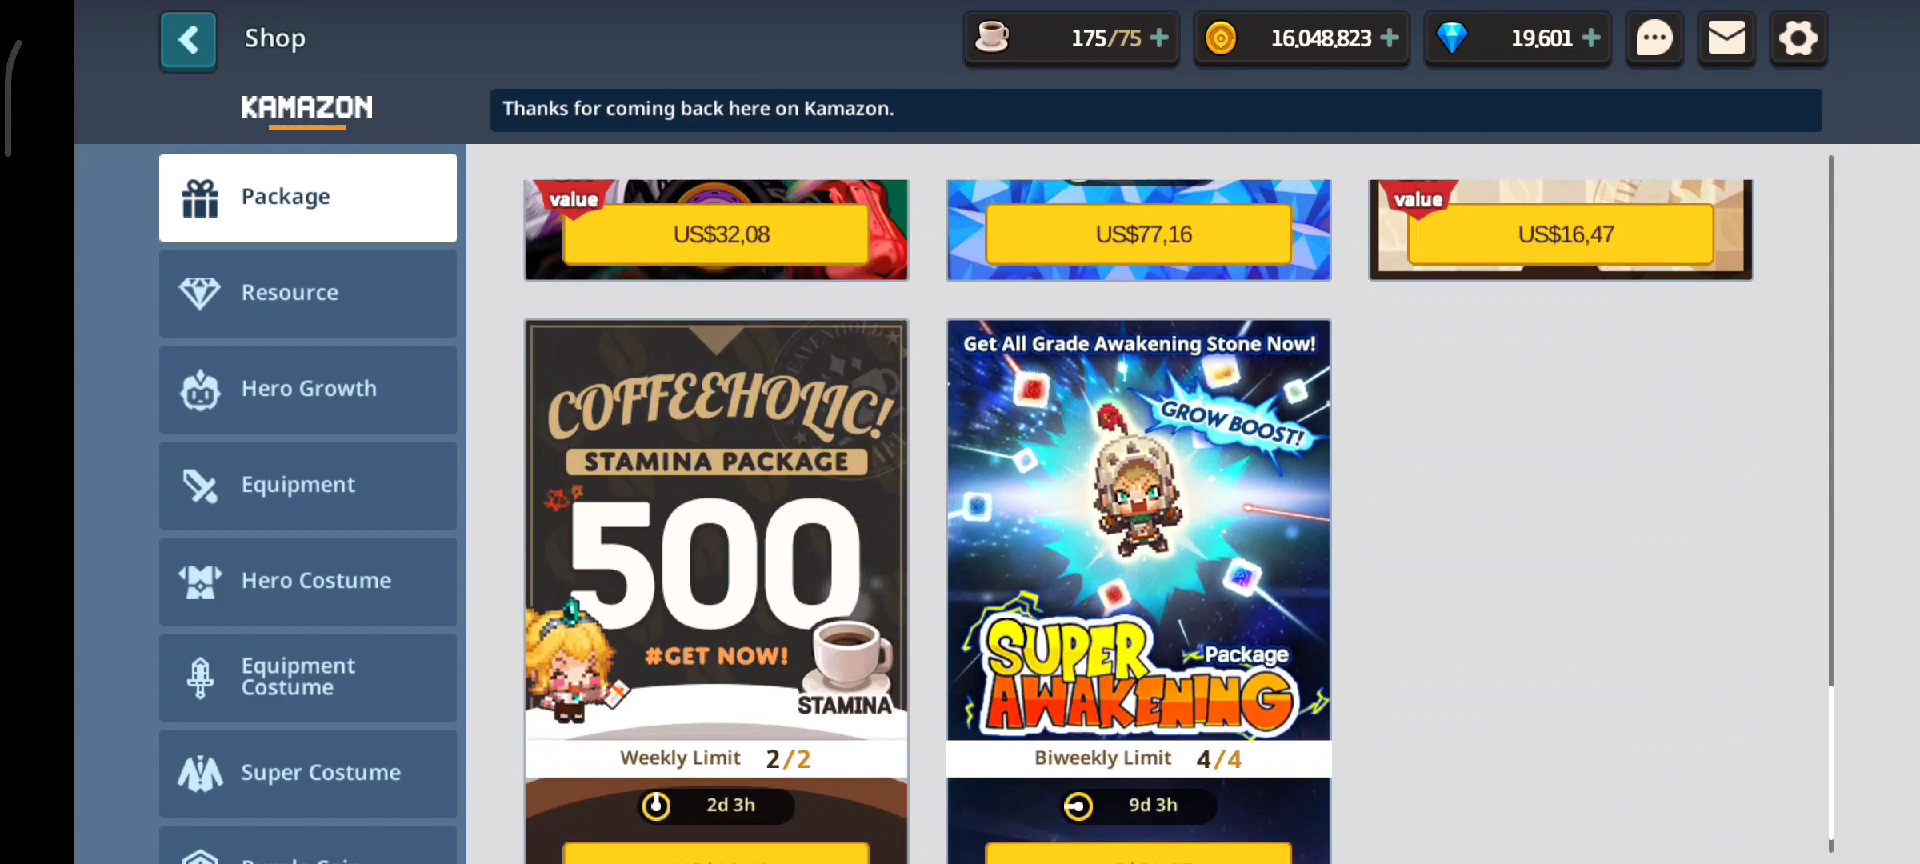 Shop
175/75
16,048,823
19,601
KAMAZON
Thanks for coming back here on Kamazon.
Package
Resource
Hero Growth
Equipment
Hero Costume
Equipment
Costume
Super Costume
value
US$32,08
US$77,16
value
US$16,47
COFFEEHOLIC!
STAMINA PACKAGE
500
#GET NOW!
STAMINA
Weekly Limit 2/2
2d 3h
Get All Grade Awakening Stone Now!
GROW BOOST!
SUPER
Package
AWAKENING
Biweekly Limit 4/4
9d 3h